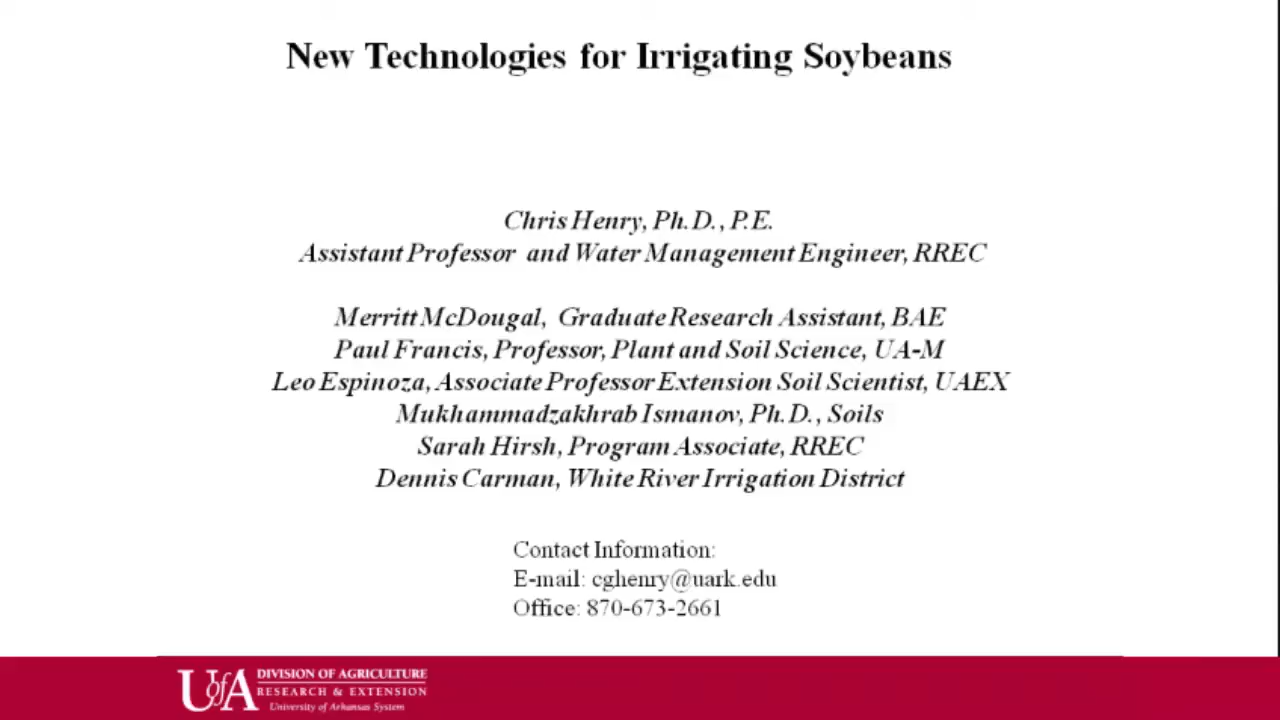 New Technologies for Irrigating Soybeans
Chris Henry, Ph.D., P.E.
Assistant Professor and Water Management Engineer, RREC
Merritt McDougal, Graduate Research Assistant, BAE
Paul Francis, Professor, Plant and Soil Science, UA-M
Leo Espinoza, Associate Professor Extension Soil Scientist, UAEX
Mukhammadzakhrab Ismanov, Ph.D., Soils
Sarah Hirsh, Program Associate, RREC
Dennis Carman, White River Irrigation District
Contact Information:
E-mail: cghenry@uark.edu
Office: 870-673-2661
UofA DIVISION OF AGRICULTURE
RESEARCH & EXTENSION
University of Arkansas System